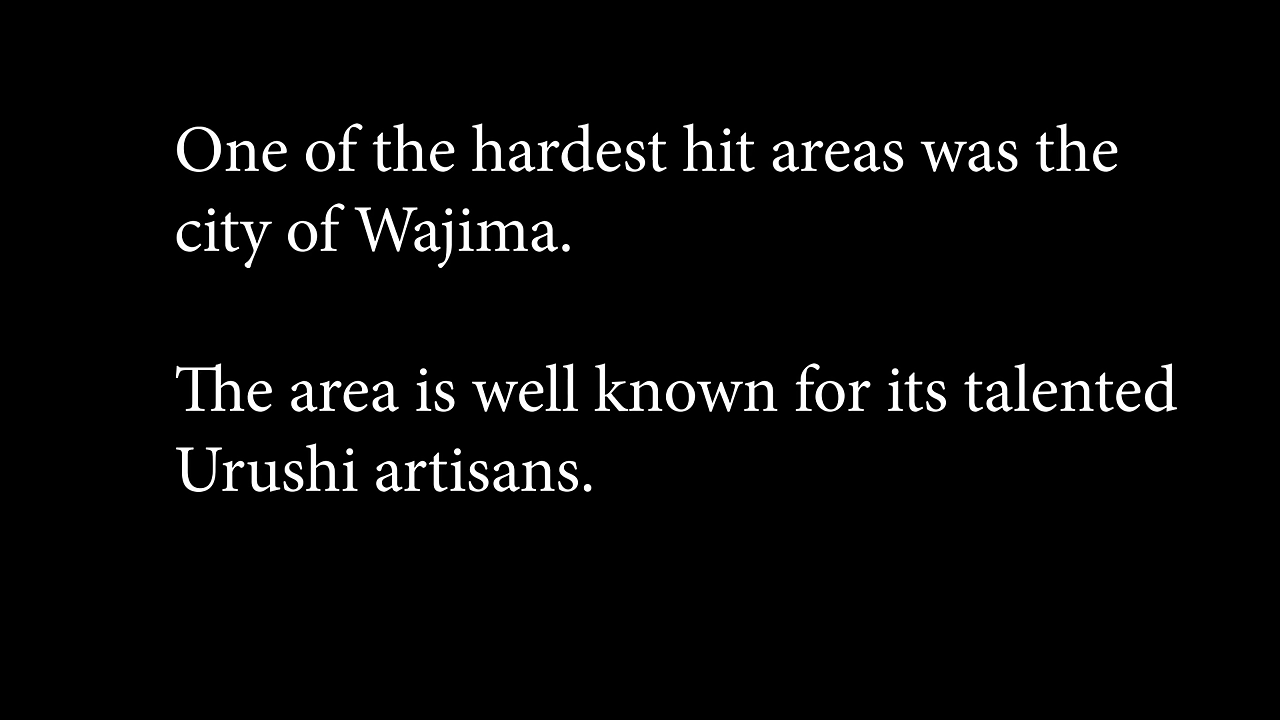 One of the hardest hit areas was the
city of Wajima.
The area is well known for its talented
Urushi artisans.